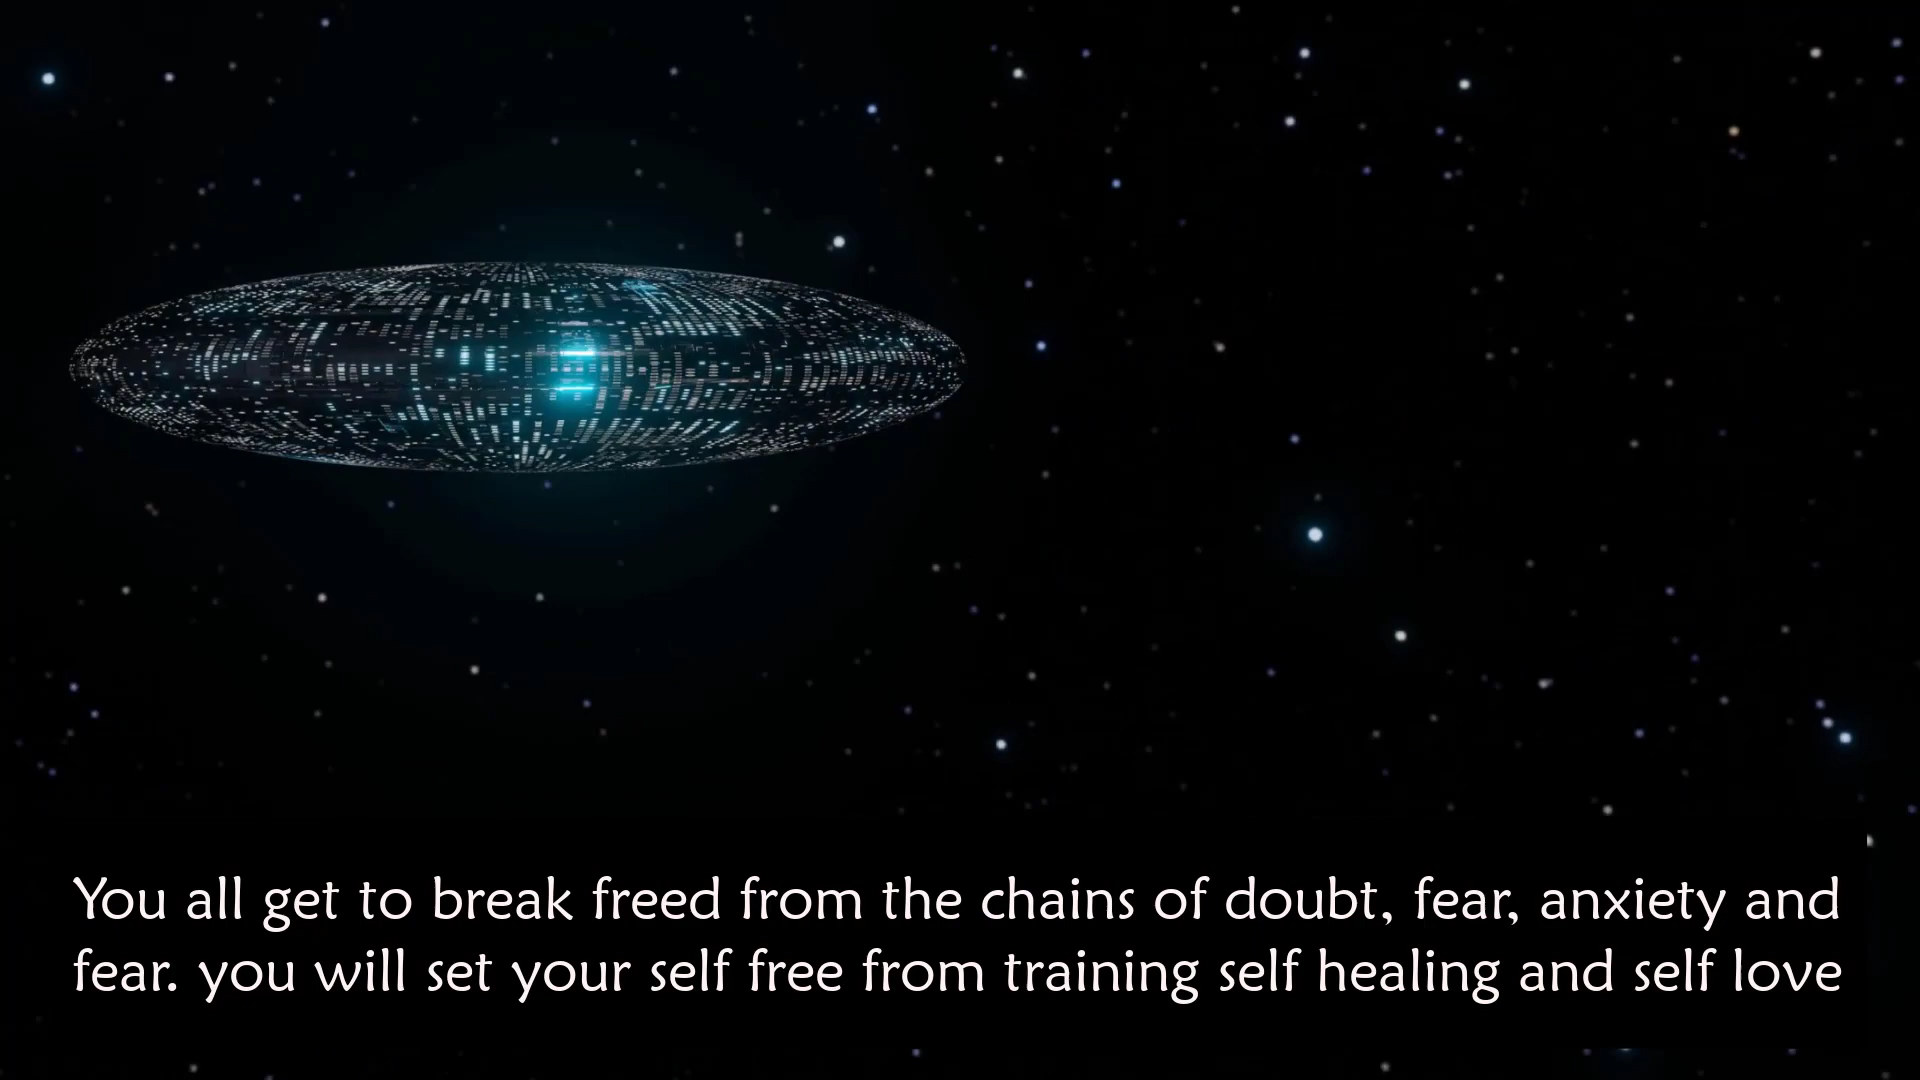 You all get to break freed from the chains of doubt, fear, anxiety and
fear. you will set your self free from training self healing and self love